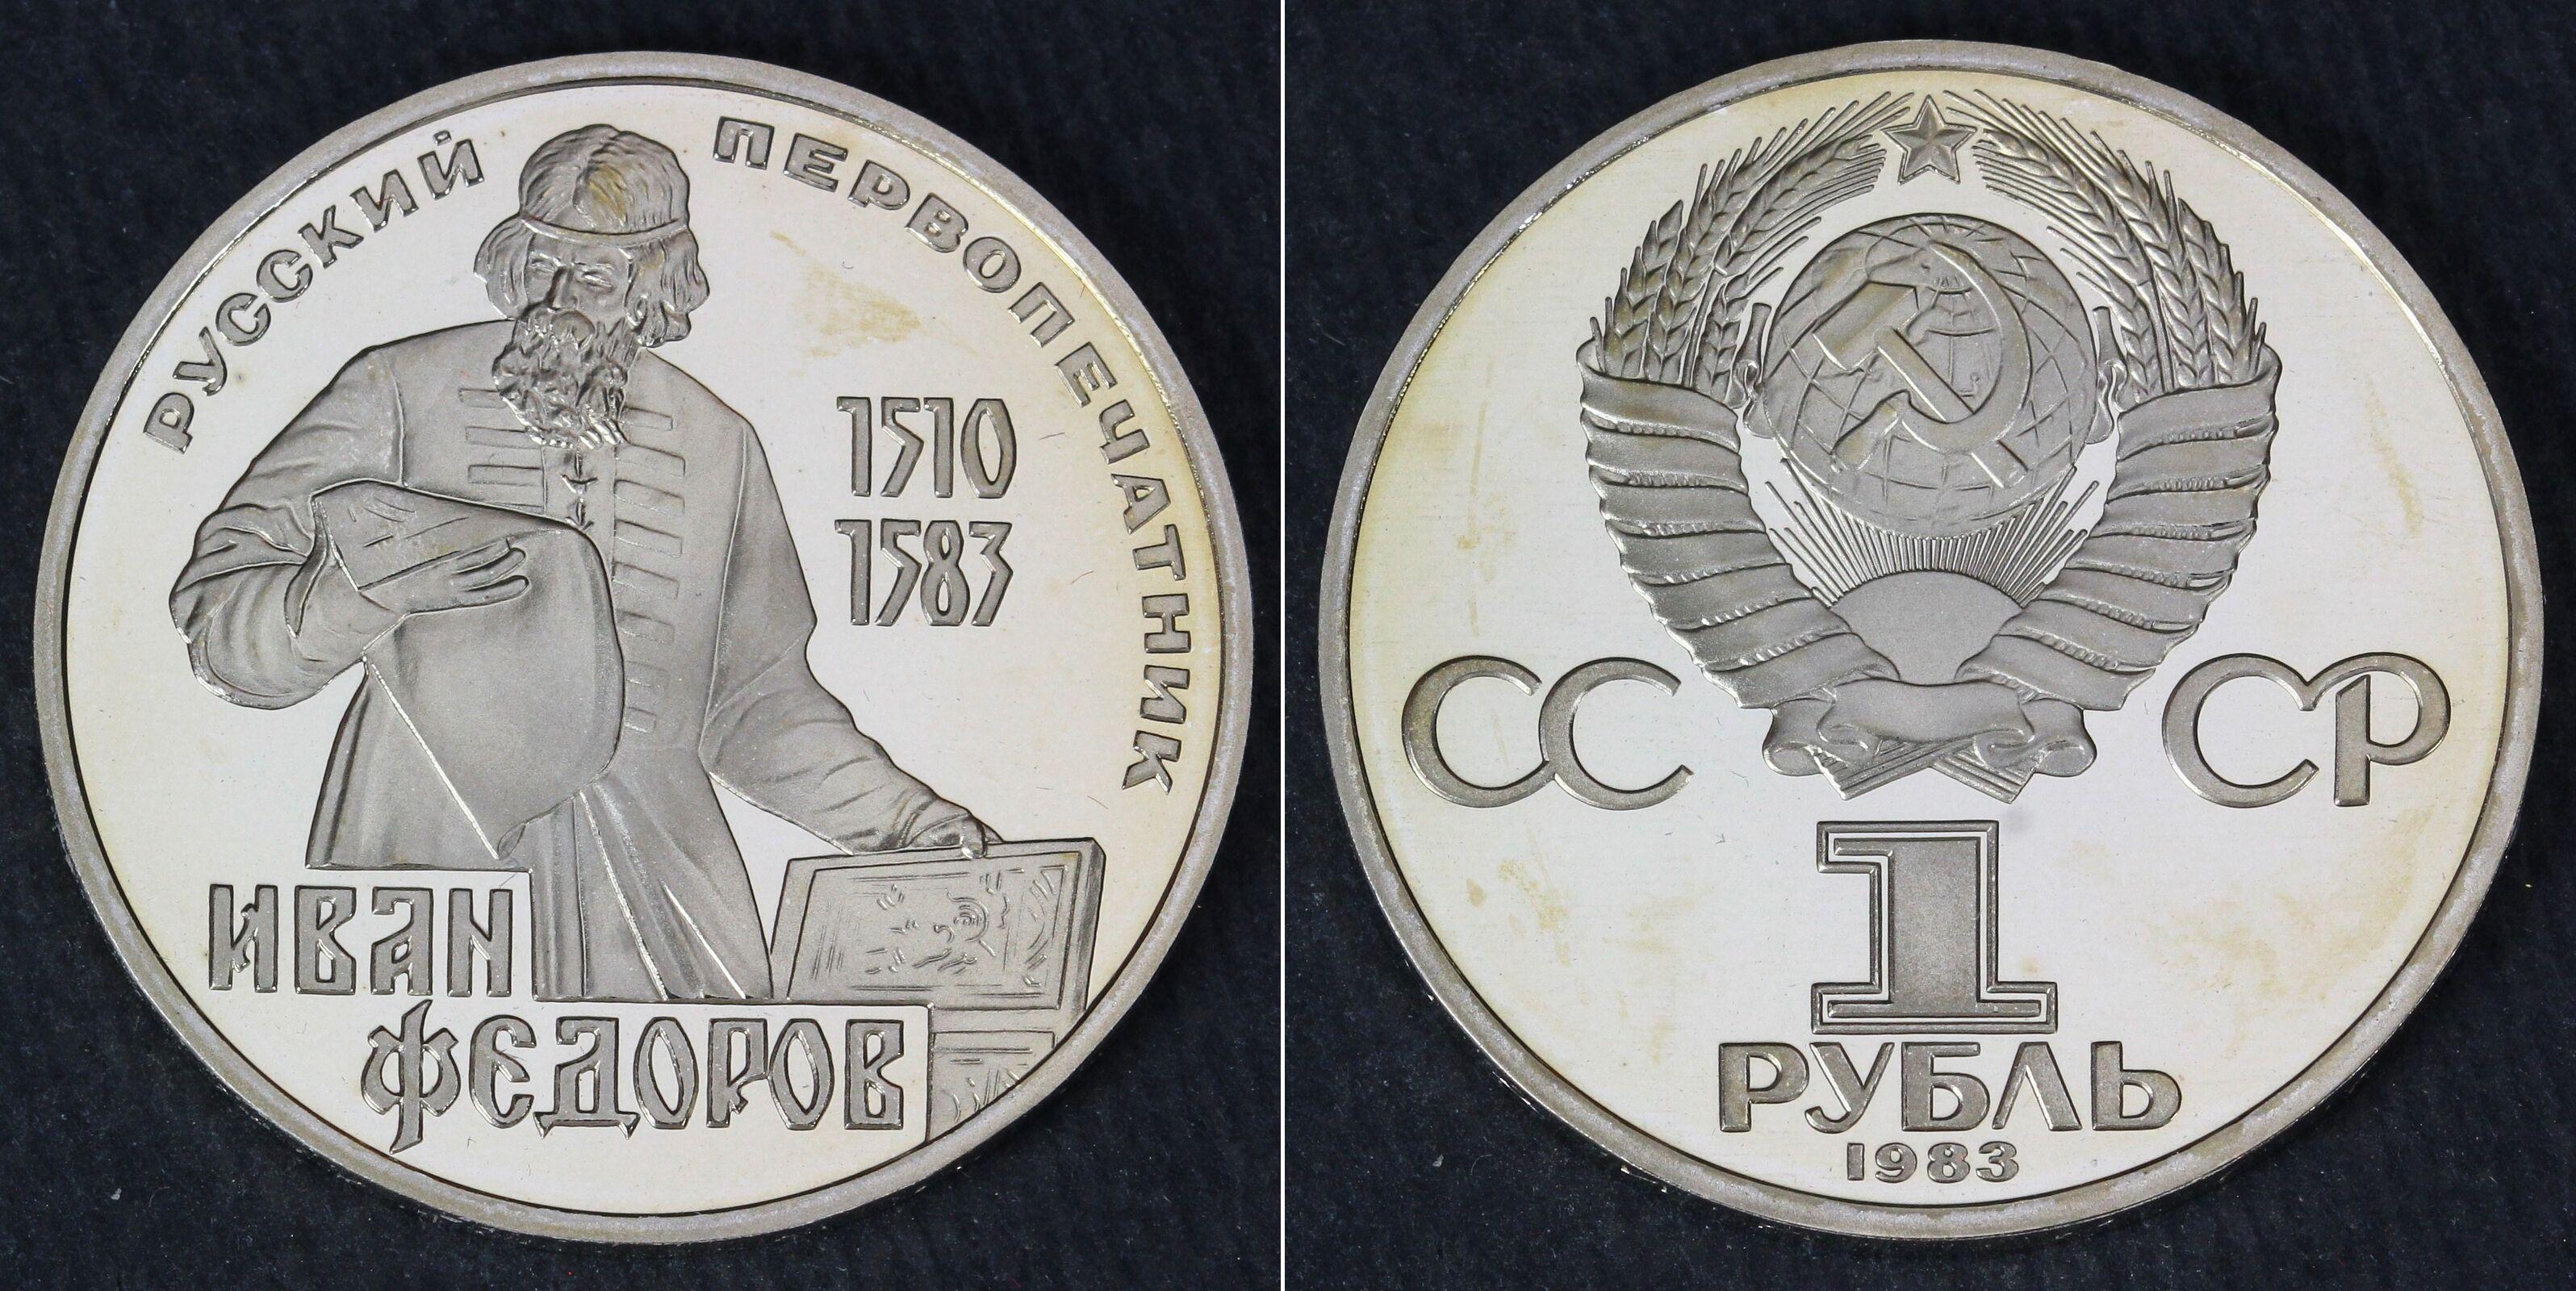 РУССКИЙ ПЕРВОПЕЧАТНИК
1510
1583
ИВАН
ФЕДОРОВ
СС СР
1
РУБЛЬ
1983